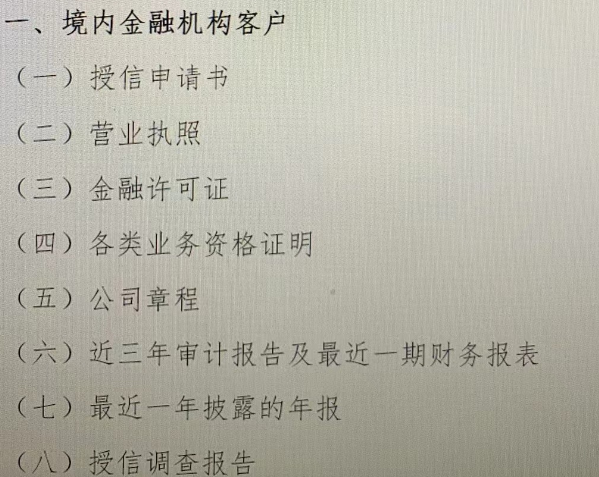 一、境内金融机构客户
（一）授信申请书
（二）营业执照
（三）金融许可证
（四）各类业务资格证明
（五）公司章程
（六）近三年审计报告及最近一期财务报表
（七）最近一年披露的年报
（八）授信调查报告